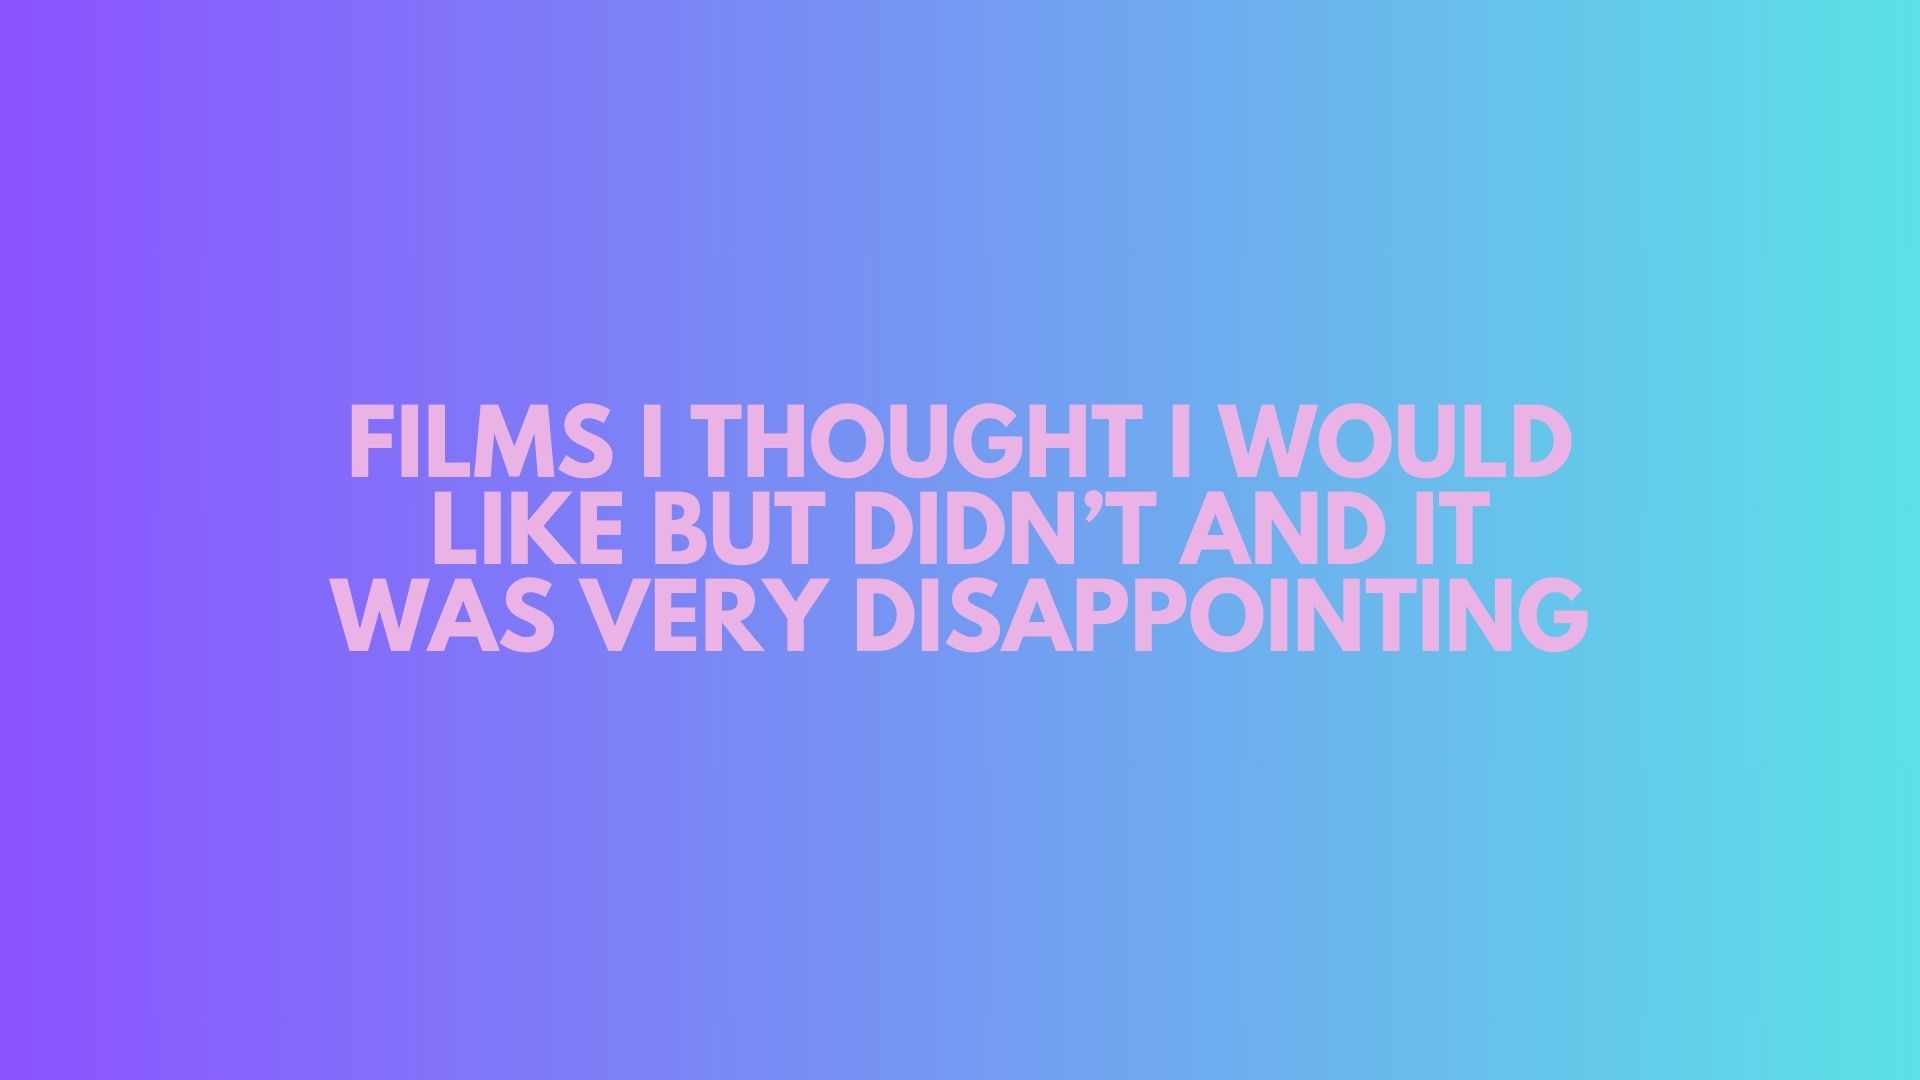 FILMS I THOUGHT I WOULD
LIKE BUT DIDN’T AND IT
WAS VERY DISAPPOINTING